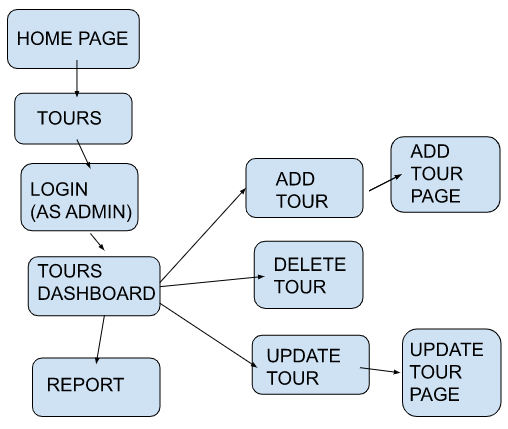 HOME PAGE
TOURS
LOGIN
(AS ADMIN)
TOURS
DASHBOARD
REPORT
ADD
TOUR
ADD
TOUR
PAGE
DELETE
TOUR
UPDATE
TOUR
UPDATE
TOUR
PAGE